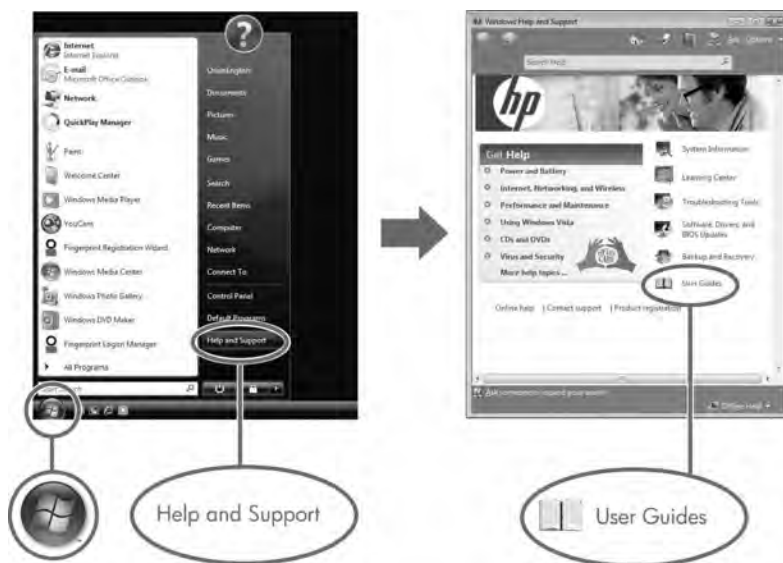 ?
Internet
Internet Explorer
E-mail
Microsoft Office Outlook
Network
QuickPlay Manager
Paint
Welcome Center
Windows Media Player
YouCam
Fingerprint Registration Wizard
Windows Media Center
Windows Photo Gallery
Windows DVD Maker
Fingerprint Logon Manager
All Programs
Documents
Pictures
Music
Games
Search
Recent Items
Computer
Network
Connect To
Control Panel
Default Programs
Help and Support
Help and Support
Windows Help and Support
Ask
Options
Search Help
hp
Get Help
Power and Battery
Internet, Networking, and Wireless
Performance and Maintenance
Using Windows Vista
CDs and DVDs
Virus and Security
More help topics ...
System Information
Learning Center
Troubleshooting Tools
Software, Drivers and
BIOS Updates
Backup and Recovery
User Guides
Online help | Contact support | Product registration
Offline Help
User Guides